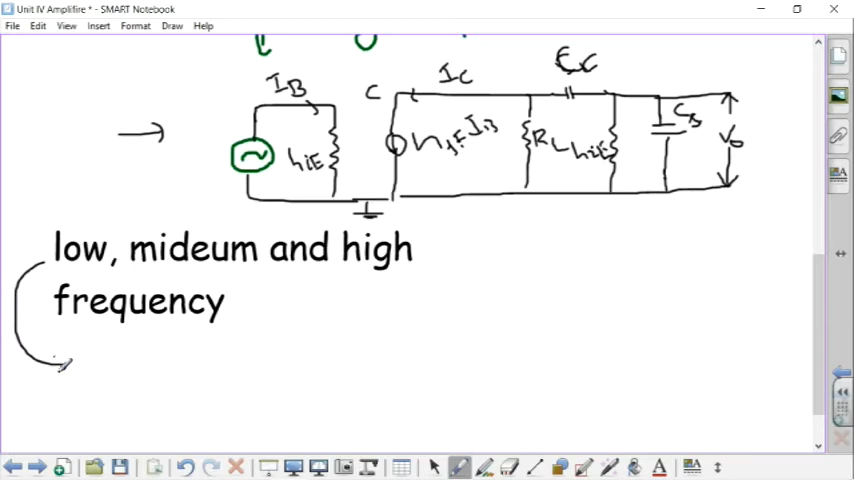 Unit IV Amplifire * - SMART Notebook
File Edit View Insert Format Draw Help
IB
C
IC
CC
hiE
hfE IB
RL
hiE
CS
Vo
low, mideum and high
frequency